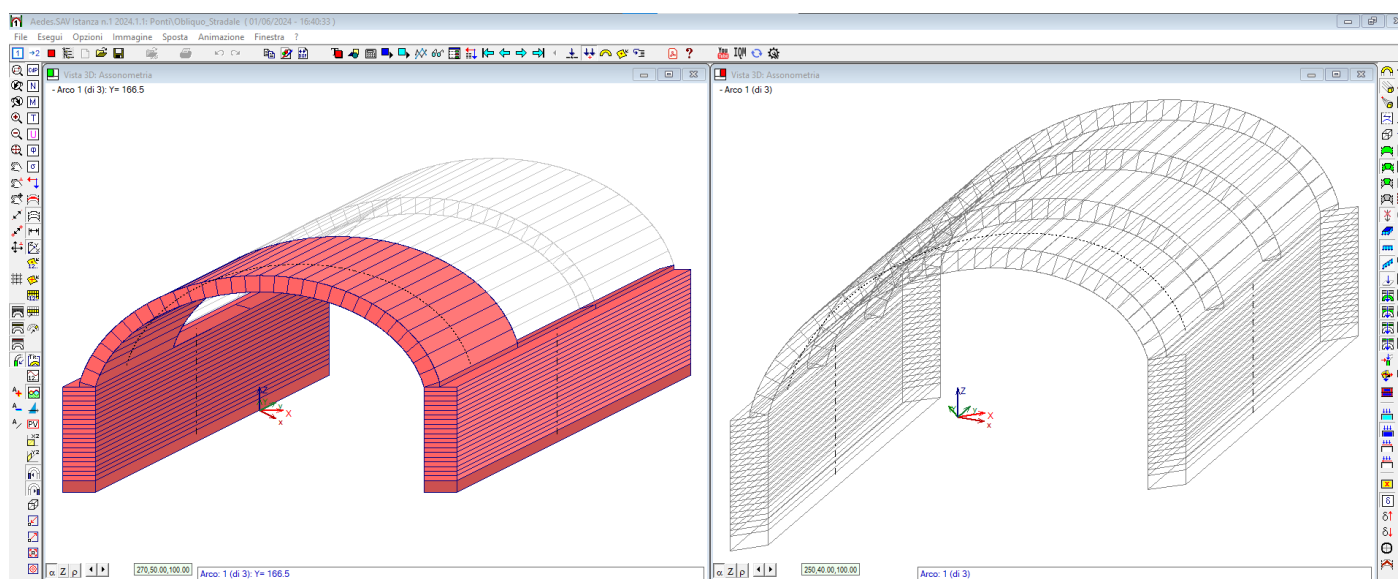 Aedes.SAV Istanza n.1 2024.1.1: Ponti\Obliquo_Stradale ( 01/06/2024 - 16:40:33 )
File Esegui Opzioni Immagine Sposta Animazione Finestra ?
Vista 3D: Assonometria
- Arco 1 (di 3): Y= 166.5
Z
y
X
x
α Z ρ
270,50.00,100.00
Arco: 1 (di 3): Y= 166.5
Vista 3D: Assonometria
- Arco 1 (di 3)
Z
y
X
x
α Z ρ
250,40.00,100.00
Arco: 1 (di 3)